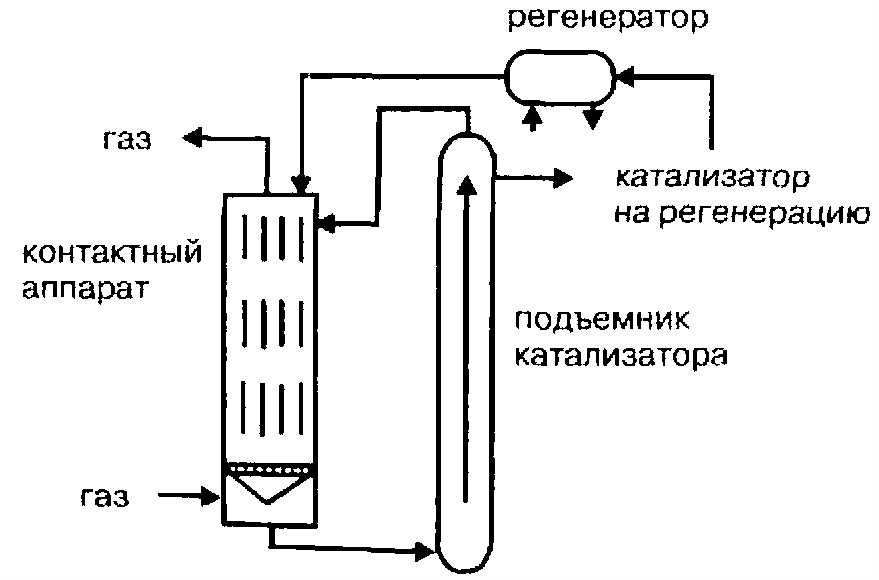 регенератор
газ
катализатор
на регенерацию
контактный
аппарат
подъемник
катализатора
газ